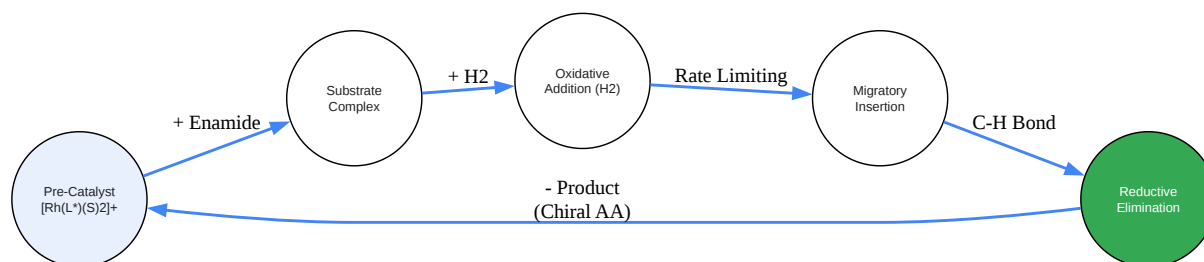 Pre-Catalyst
[Rh(L*)(S)2]+
+ Enamide
Substrate
Complex
+ H2
Oxidative
Addition (H2)
Rate Limiting
Migratory
Insertion
C-H Bond
Reductive
Elimination
- Product
(Chiral AA)